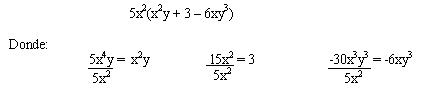 5x²(x²y + 3 – 6xy³)
Donde:
5x⁴y = x²y 15x² = 3 -30x³y³ = -6xy³
5x² 5x² 5x²